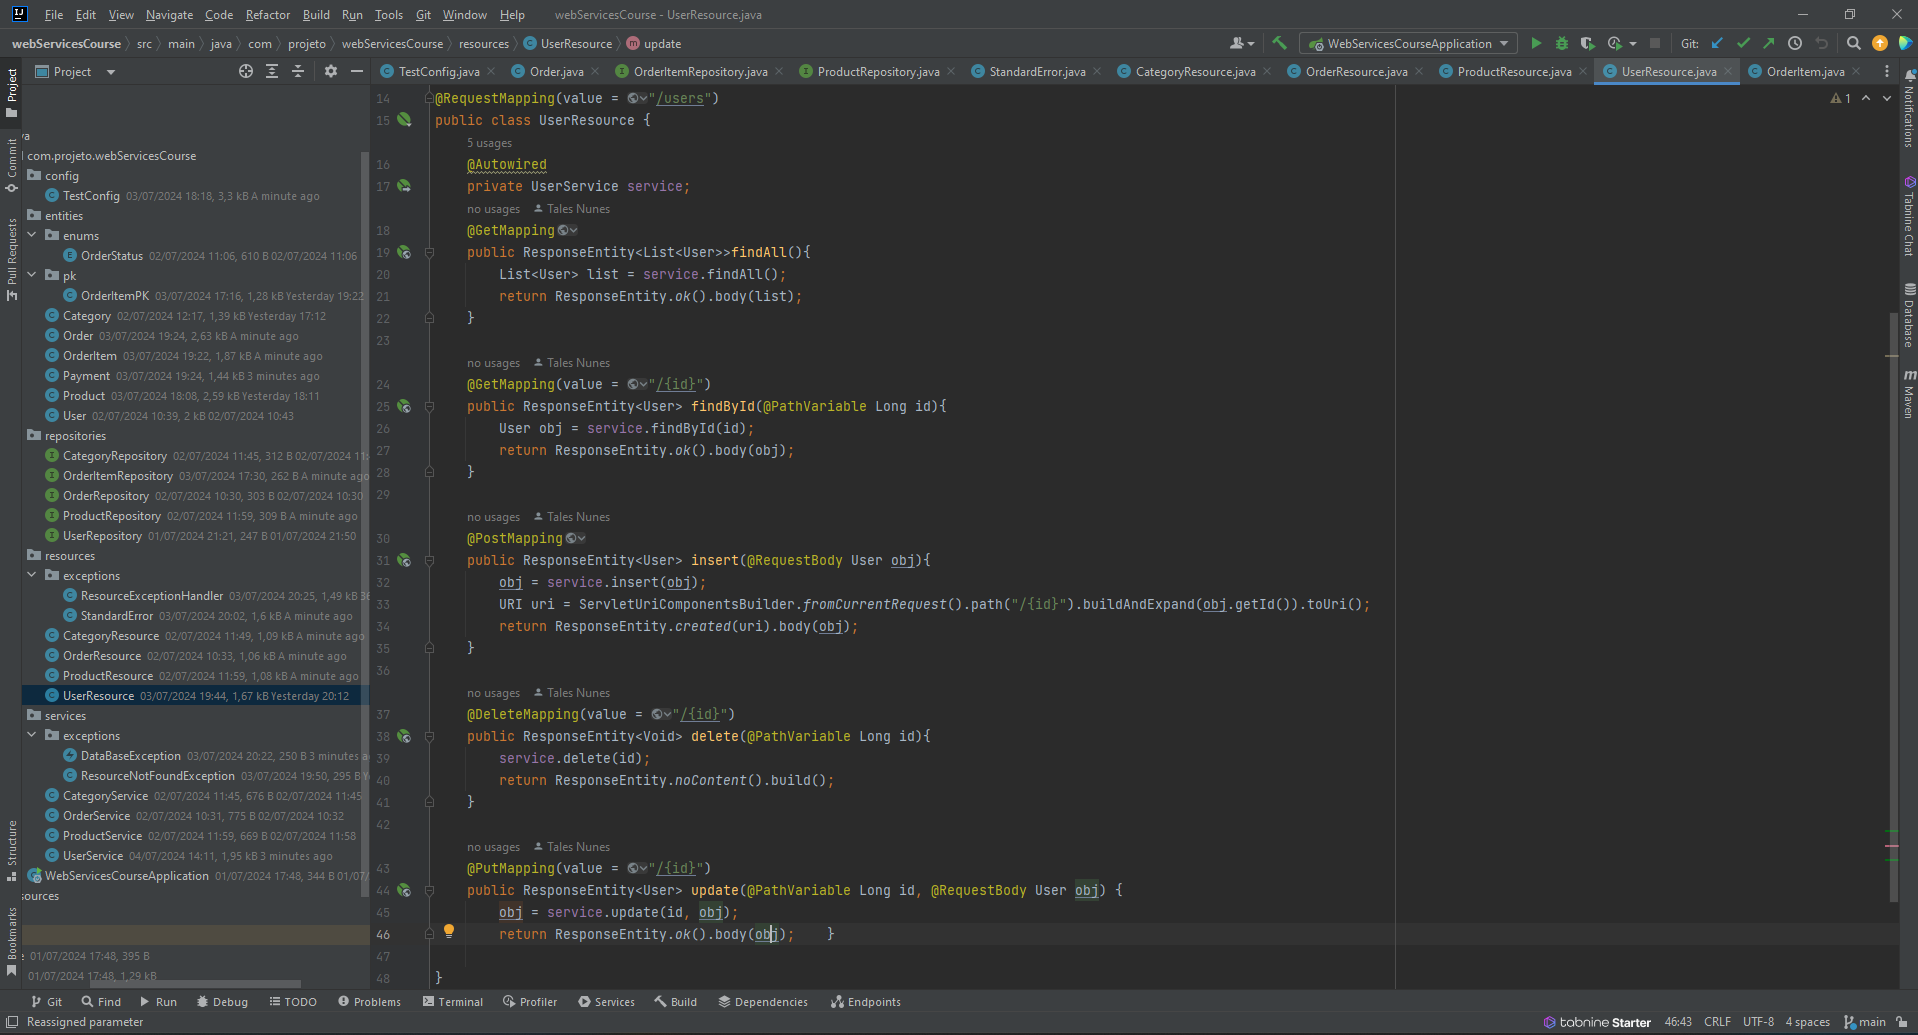 File Edit View Navigate Code Refactor Build Run Tools Git Window Help webServicesCourse - UserResource.java
webServicesCourse src main java com projeto webServicesCourse resources UserResource update
WebServicesCourseApplication Git:
Project
TestConfig.java Order.java OrderItemRepository.java ProductRepository.java StandardError.java CategoryResource.java OrderResource.java ProductResource.java UserResource.java OrderItem.java
Project
Commit
Pull Requests
Structure
Bookmarks
va
com.projeto.webServicesCourse
config
TestConfig 03/07/2024 18:18, 3,3 kB A minute ago
entities
enums
OrderStatus 02/07/2024 11:06, 610 B 02/07/2024 11:06
pk
OrderItemPK 03/07/2024 17:16, 1,28 kB Yesterday 19:22
Category 02/07/2024 12:17, 1,39 kB Yesterday 17:12
Order 03/07/2024 19:24, 2,63 kB A minute ago
OrderItem 03/07/2024 19:22, 1,87 kB A minute ago
Payment 03/07/2024 19:24, 1,44 kB 3 minutes ago
Product 03/07/2024 18:08, 2,59 kB Yesterday 18:11
User 02/07/2024 10:39, 2 kB 02/07/2024 10:43
repositories
CategoryRepository 02/07/2024 11:45, 312 B 02/07/2024 11:
OrderItemRepository 03/07/2024 17:30, 262 B A minute ago
OrderRepository 02/07/2024 10:30, 303 B 02/07/2024 10:30
ProductRepository 02/07/2024 11:59, 309 B A minute ago
UserRepository 01/07/2024 21:21, 247 B 01/07/2024 21:50
resources
exceptions
ResourceExceptionHandler 03/07/2024 20:25, 1,49 kB 36
StandardError 03/07/2024 20:02, 1,6 kB A minute ago
CategoryResource 02/07/2024 11:49, 1,09 kB A minute ago
OrderResource 02/07/2024 10:33, 1,06 kB A minute ago
ProductResource 02/07/2024 11:59, 1,08 kB A minute ago
UserResource 03/07/2024 19:44, 1,67 kB Yesterday 20:12
services
exceptions
DataBaseException 03/07/2024 20:22, 250 B 3 minutes a
ResourceNotFoundException 03/07/2024 19:50, 295 B Y
CategoryService 02/07/2024 11:45, 676 B 02/07/2024 11:45
OrderService 02/07/2024 10:31, 775 B 02/07/2024 10:32
ProductService 02/07/2024 11:59, 669 B 02/07/2024 11:58
UserService 04/07/2024 14:11, 1,95 kB 3 minutes ago
WebServicesCourseApplication 01/07/2024 17:48, 344 B 01/07/
sources
01/07/2024 17:48, 395 B
01/07/2024 17:48, 1,29 kB
14 @RequestMapping(value = "/users")
15 public class UserResource {
5 usages
16 @Autowired
17 private UserService service;
no usages Tales Nunes
18 @GetMapping
19 public ResponseEntity<List<User>>findAll(){
20 List<User> list = service.findAll();
21 return ResponseEntity.ok().body(list);
22 }
23
no usages Tales Nunes
24 @GetMapping(value = "/{id}")
25 public ResponseEntity<User> findById(@PathVariable Long id){
26 User obj = service.findById(id);
27 return ResponseEntity.ok().body(obj);
28 }
29
no usages Tales Nunes
30 @PostMapping
31 public ResponseEntity<User> insert(@RequestBody User obj){
32 obj = service.insert(obj);
33 URI uri = ServletUriComponentsBuilder.fromCurrentRequest().path("/{id}").buildAndExpand(obj.getId()).toUri();
34 return ResponseEntity.created(uri).body(obj);
35 }
36
no usages Tales Nunes
37 @DeleteMapping(value = "/{id}")
38 public ResponseEntity<Void> delete(@PathVariable Long id){
39 service.delete(id);
40 return ResponseEntity.noContent().build();
41 }
42
no usages Tales Nunes
43 @PutMapping(value = "/{id}")
44 public ResponseEntity<User> update(@PathVariable Long id, @RequestBody User obj) {
45 obj = service.update(id, obj);
46 return ResponseEntity.ok().body(obj); }
47
48 }
1
Notifications
Tabnine Chat
Database
Maven
Git Find Run Debug TODO Problems Terminal Profiler Services Build Dependencies Endpoints
Reassigned parameter tabnine Starter 46:43 CRLF UTF-8 4 spaces main